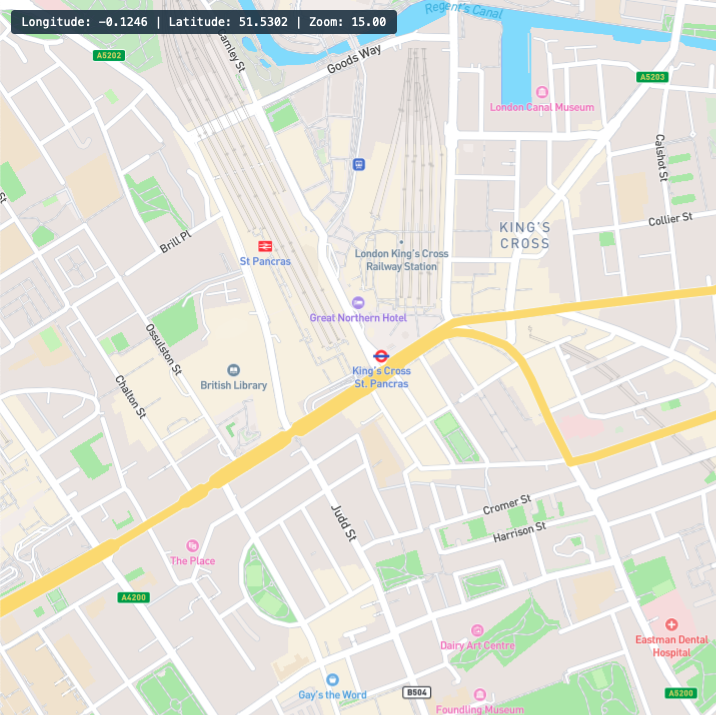 Longitude: −0.1246 | Latitude: 51.5302 | Zoom: 15.00
Regent's Canal
Camley St
A5202
Goods Way
A5203
London Canal Museum
Calshot St
St
Collier St
KING'S
CROSS
Brill Pl
St Pancras
London King's Cross
Railway Station
Great Northern Hotel
Ossulston St
King's Cross
St. Pancras
British Library
Chalton St
Cromer St
Judd St
Harrison St
The Place
A4200
Dairy Art Centre
Eastman Dental
Hospital
Gay's the Word
B504
A5200
Foundling Museum